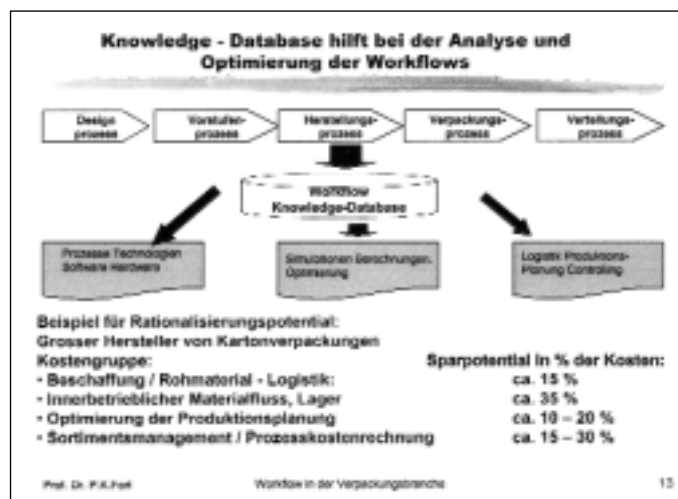 Knowledge - Database hilft bei der Analyse und
Optimierung der Workflows
Design
prozess
Vorstufen-
prozess
Herstellungs-
prozess
Verpackungs-
prozess
Verteilungs-
prozess
Workflow
Knowledge-Database
Prozesse Technologien
Software Hardware
Simulationen Berechnungen,
Optimierung
Logistik Produktions-
Planung Controlling
Beispiel für Rationalisierungspotential:
Grosser Hersteller von Kartonverpackungen
Kostengruppe: Sparpotential in % der Kosten:
• Beschaffung / Rohmaterial - Logistik: ca. 15 %
• Innerbetrieblicher Materialfluss, Lager ca. 35 %
• Optimierung der Produktionsplanung ca. 10 – 20 %
• Sortimentsmanagement / Prozesskostenrechnung ca. 15 – 30 %
Prof. Dr. Workflow in der Verpackungsbranche 13